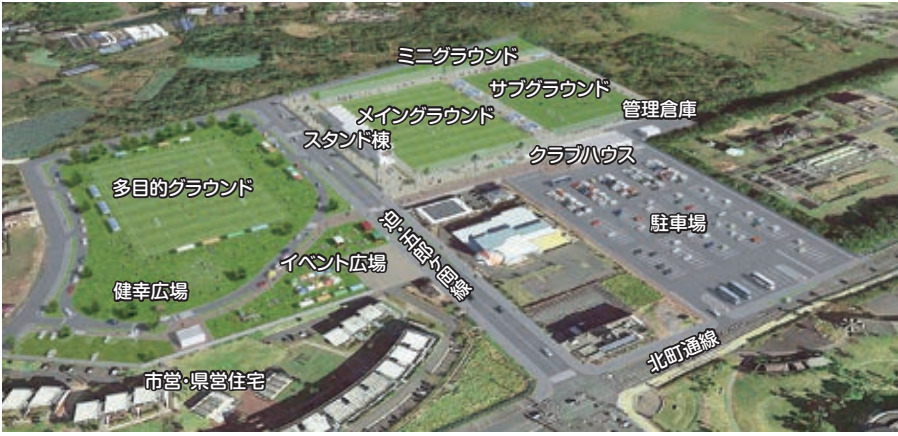 ミニグラウンド
サブグラウンド
メイングラウンド
管理倉庫
スタンド棟
クラブハウス
多目的グラウンド
駐車場
迫・五郎ヶ岡線
イベント広場
健幸広場
北町通線
市営・県営住宅